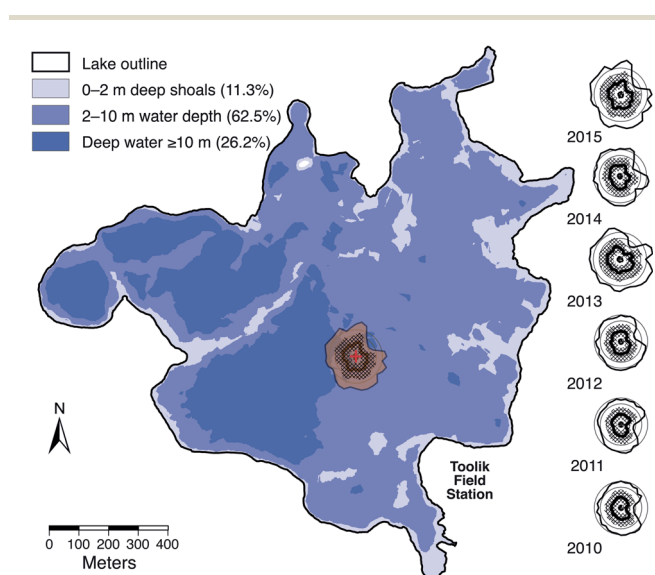 Lake outline
0–2 m deep shoals (11.3%)
2–10 m water depth (62.5%)
Deep water ≥10 m (26.2%)
2015
2014
2013
2012
2011
2010
N
Toolik
Field
Station
0 100 200 300 400
Meters